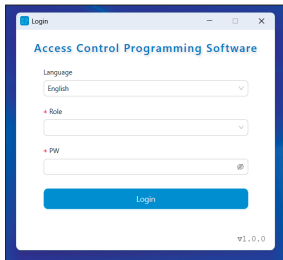 Login
Access Control Programming Software
Language
English
* Role
* PW
Login
v1.0.0